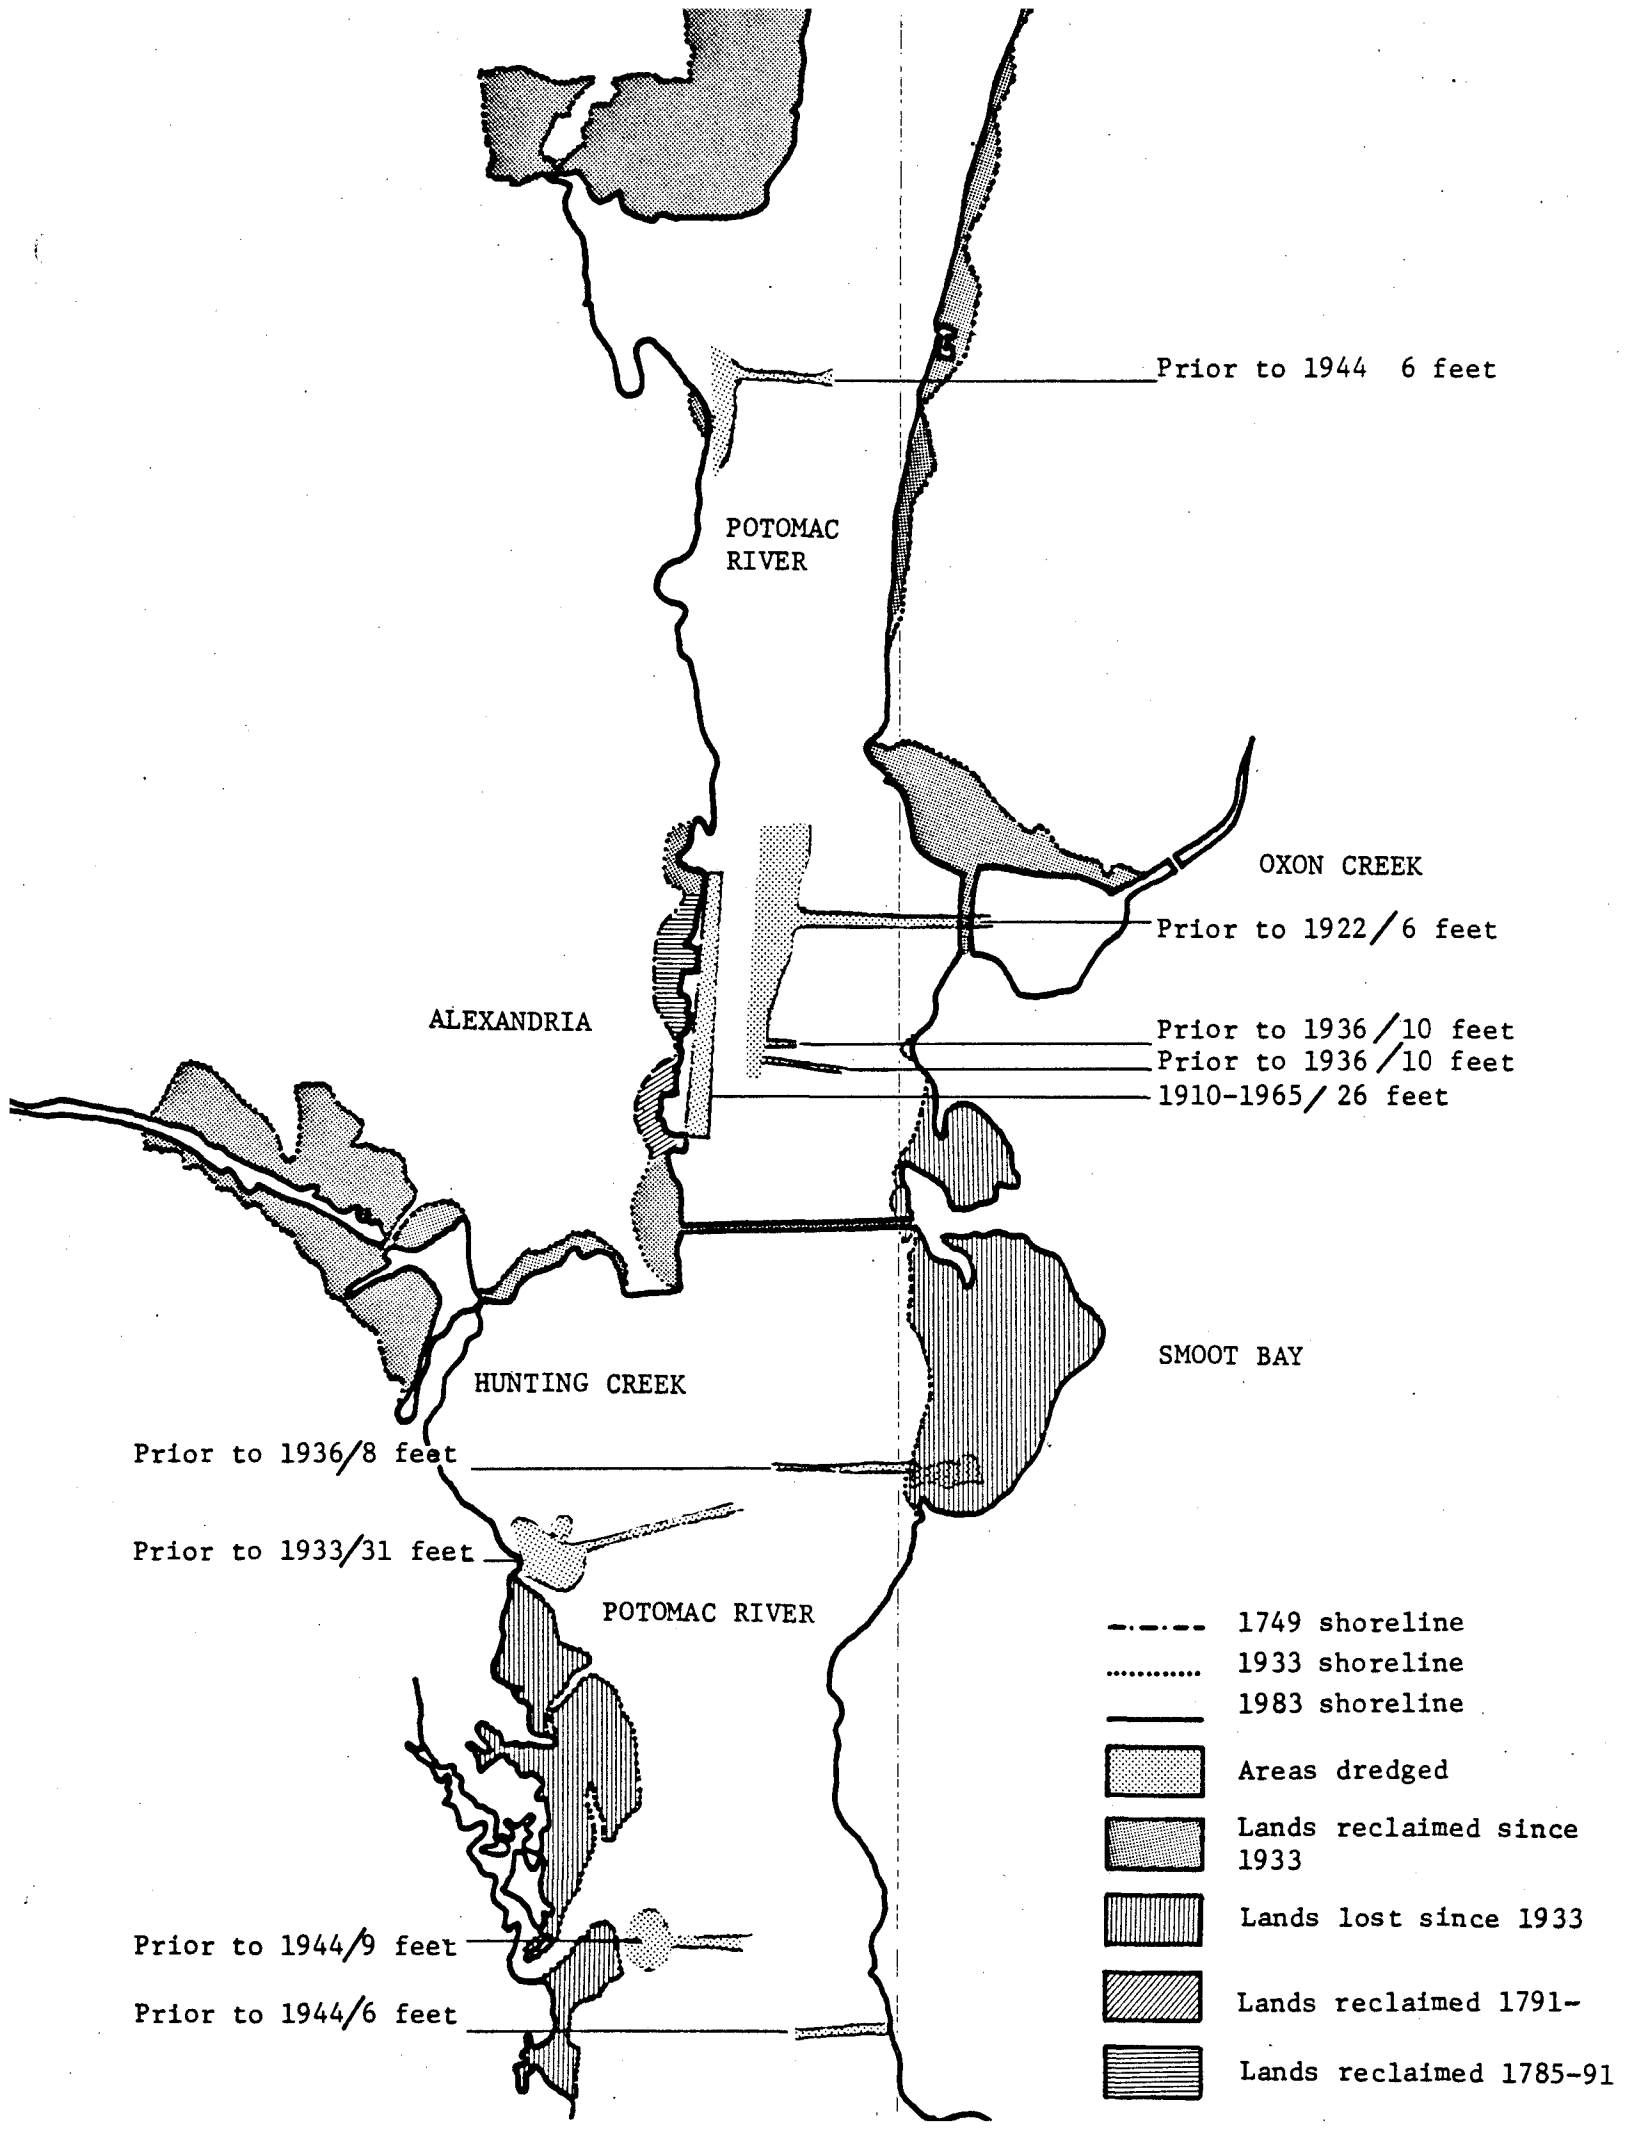 Prior to 1944 6 feet
POTOMAC
RIVER
OXON CREEK
Prior to 1922/6 feet
ALEXANDRIA
Prior to 1936/10 feet
Prior to 1936/10 feet
1910-1965/26 feet
SMOOT BAY
HUNTING CREEK
Prior to 1936/8 feet
Prior to 1933/31 feet
POTOMAC RIVER
1749 shoreline
1933 shoreline
1983 shoreline
Areas dredged
Lands reclaimed since
1933
Lands lost since 1933
Prior to 1944/9 feet
Lands reclaimed 1791-
Prior to 1944/6 feet
Lands reclaimed 1785-91